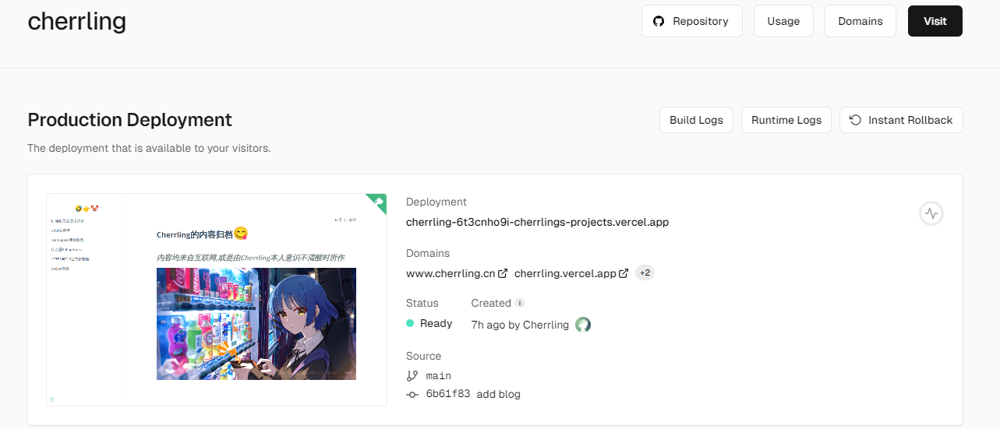 cherrling
Repository
Usage
Domains
Visit
Production Deployment
Build Logs
Runtime Logs
Instant Rollback
The deployment that is available to your visitors.
Cherrling的内容归档😋
内容均来自互联网,或是由Cherrling本人意识不清醒时所作
Deployment
cherrling-6t3cnho9i-cherrlings-projects.vercel.app
Domains
www.cherrling.cn cherrling.vercel.app +2
Status
Created
Ready
7h ago by Cherrling
Source
main
6b61f83 add blog